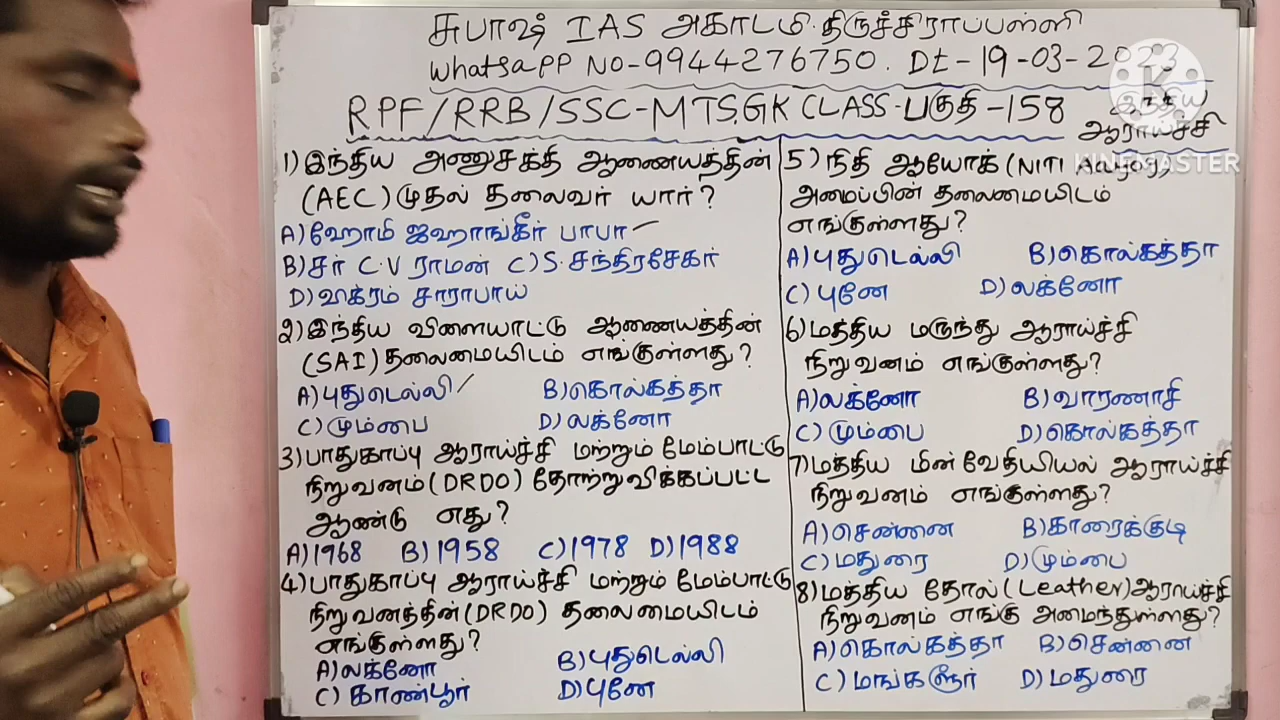 சுபாஷ் IAS அகாடமி திருச்சிராப்பள்ளி
WhatsaPP No-9944276750. Dt-19-03-2023
RPF/RRB/SSC-MTS,GK CLASS-பகுதி-158
இந்திய
ஆராய்ச்சி
KINEMASTER
1) இந்திய அணுசக்தி ஆணையத்தின்
(AEC) முதல் தலைவர் யார்?
A) ஹோமி ஜஹாங்கீர் பாபா
B) சர் C.V ராமன் C) S. சந்திரசேகர்
D) விக்ரம் சாராபாய்
2) இந்திய விளையாட்டு ஆணையத்தின்
(SAI) தலைமையிடம் எங்குள்ளது?
A) புதுடெல்லி B) கொல்கத்தா
C) மும்பை D) லக்னோ
3) பாதுகாப்பு ஆராய்ச்சி மற்றும் மேம்பாட்டு
நிறுவனம் (DRDO) தோற்றுவிக்கப்பட்ட
ஆண்டு எது?
A) 1968 B) 1958 C) 1978 D) 1988
4) பாதுகாப்பு ஆராய்ச்சி மற்றும் மேம்பாட்டு
நிறுவனத்தின் (DRDO) தலைமையிடம்
எங்குள்ளது?
A) லக்னோ B) புதுடெல்லி
C) காண்பூர் D) புனே
5) நிதி ஆயோக் (NITI Aayog)
அமைப்பின் தலைமையிடம்
எங்குள்ளது?
A) புதுடெல்லி B) கொல்கத்தா
C) புனே D) லக்னோ
6) மத்திய மருந்து ஆராய்ச்சி
நிறுவனம் எங்குள்ளது?
A) லக்னோ B) வாரணாசி
C) மும்பை D) கொல்கத்தா
7) மத்திய மின் வேதியியல் ஆராய்ச்சி
நிறுவனம் எங்குள்ளது?
A) சென்னை B) காரைக்குடி
C) மதுரை D) மும்பை
8) மத்திய தோல் (Leather) ஆராய்ச்சி
நிறுவனம் எங்கு அமைந்துள்ளது?
A) கொல்கத்தா B) சென்னை
C) மங்களூர் D) மதுரை